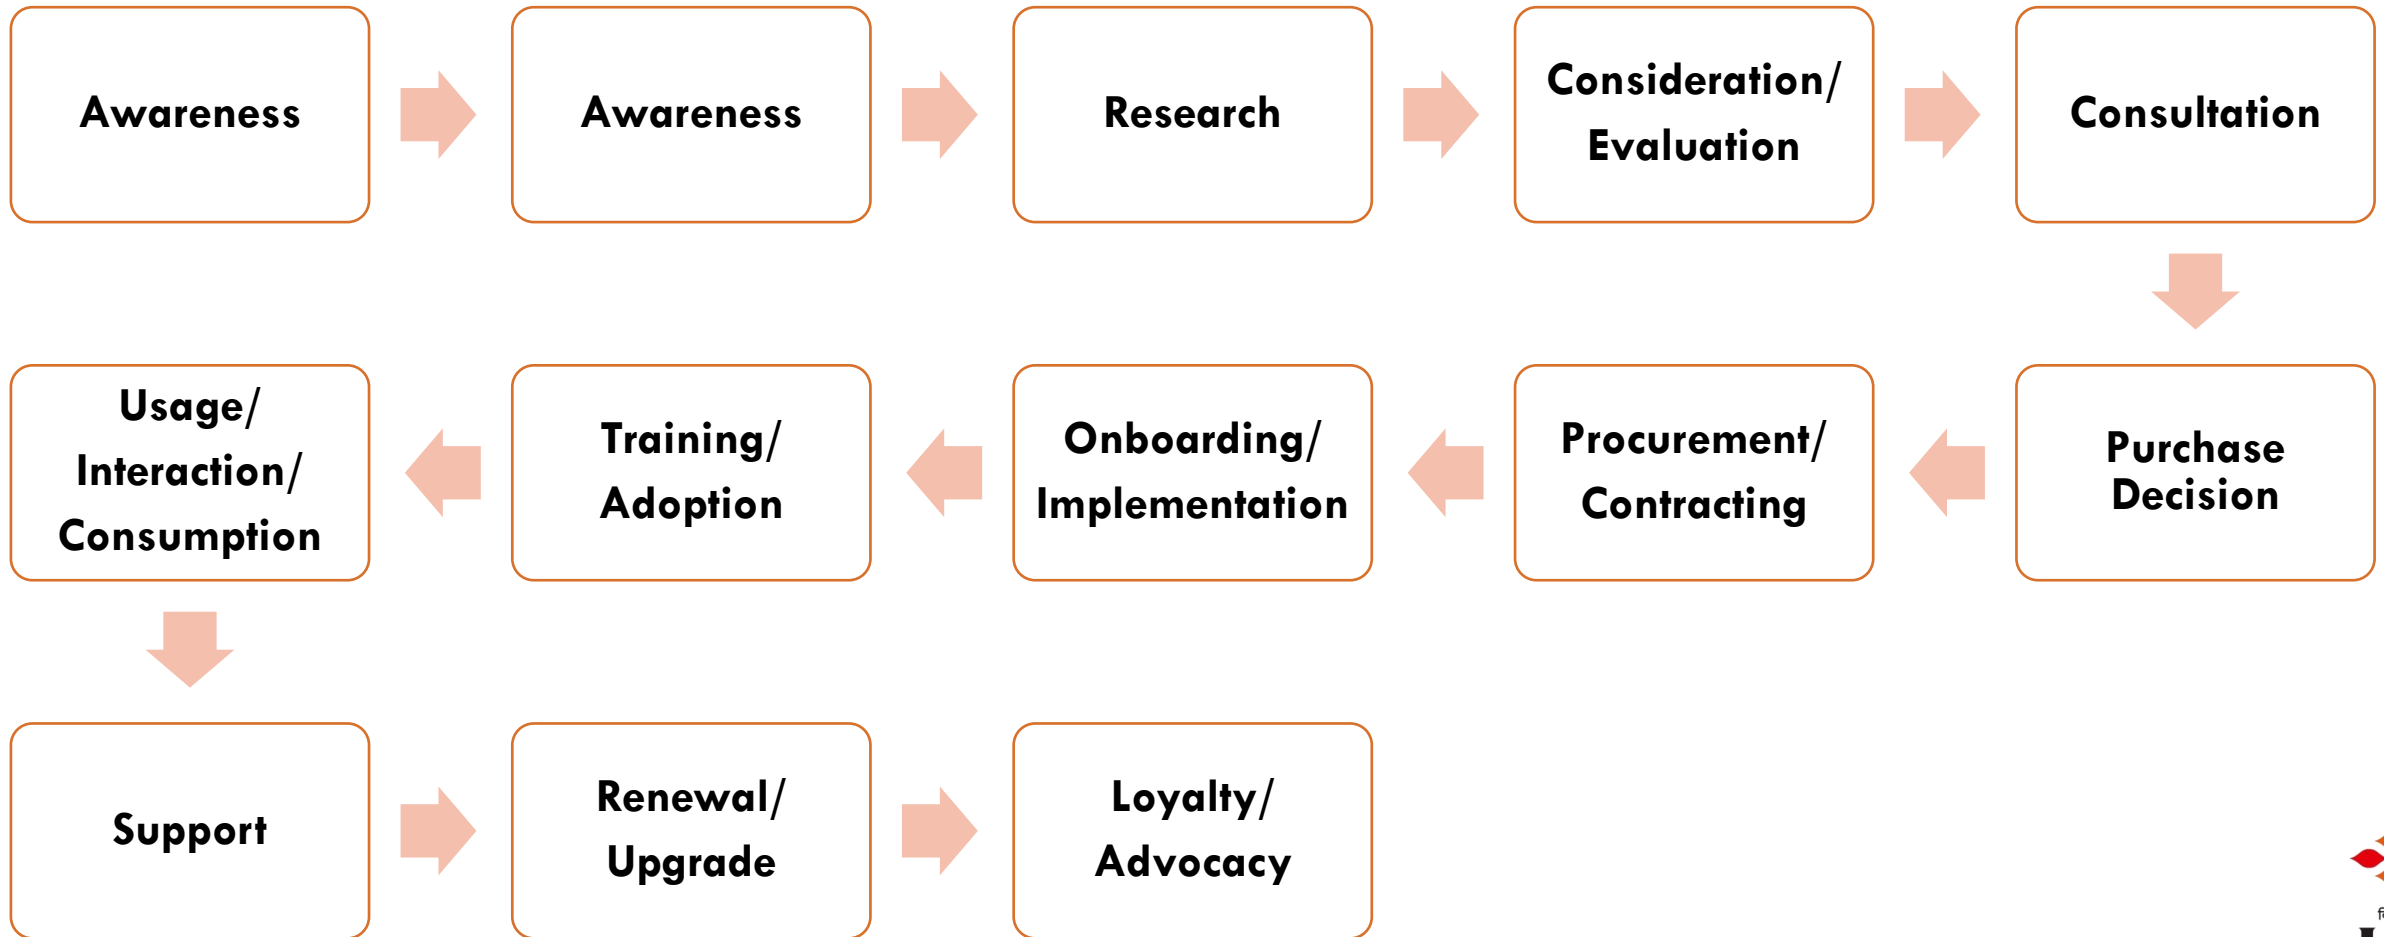 Awareness
Awareness
Research
Consideration/
Evaluation
Consultation
Purchase
Decision
Procurement/
Contracting
Onboarding/
Implementation
Training/
Adoption
Usage/
Interaction/
Consumption
Support
Renewal/
Upgrade
Loyalty/
Advocacy